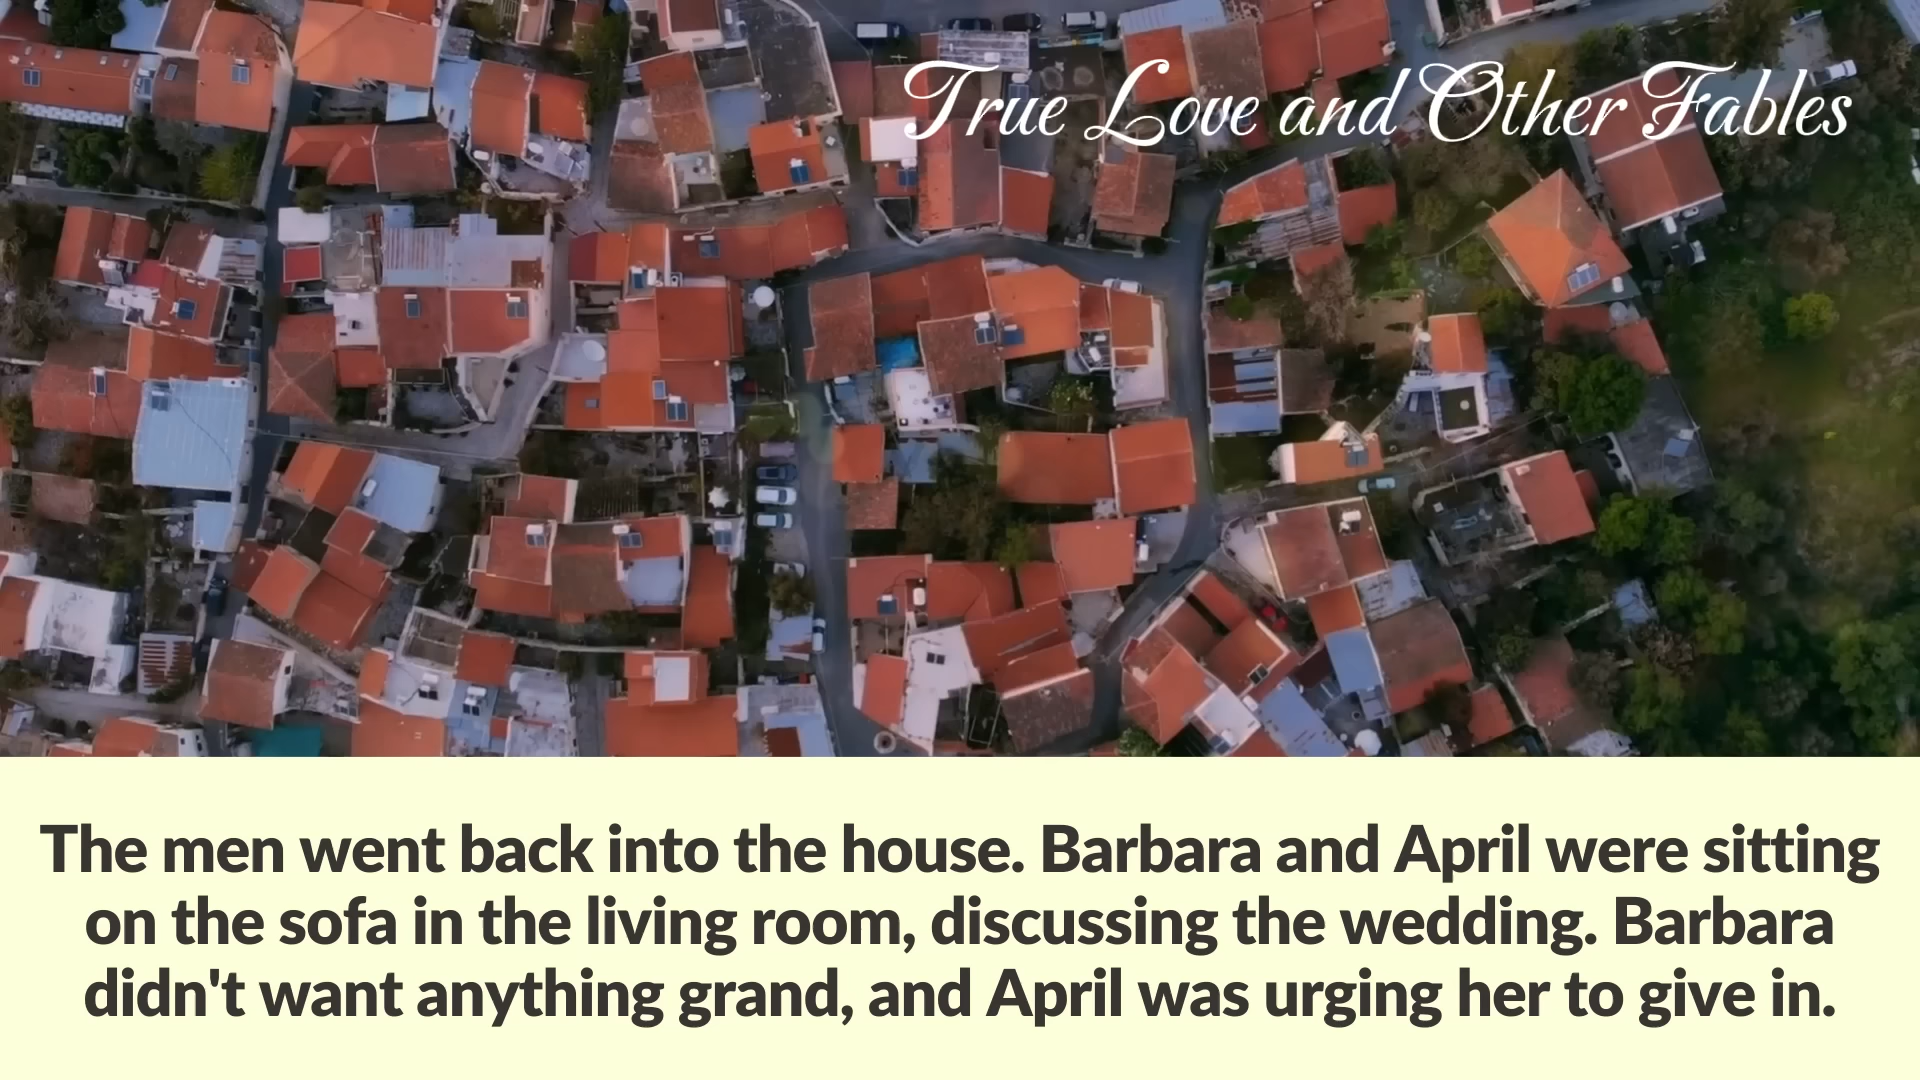 True Love and Other Fables
The men went back into the house. Barbara and April were sitting
on the sofa in the living room, discussing the wedding. Barbara
didn't want anything grand, and April was urging her to give in.